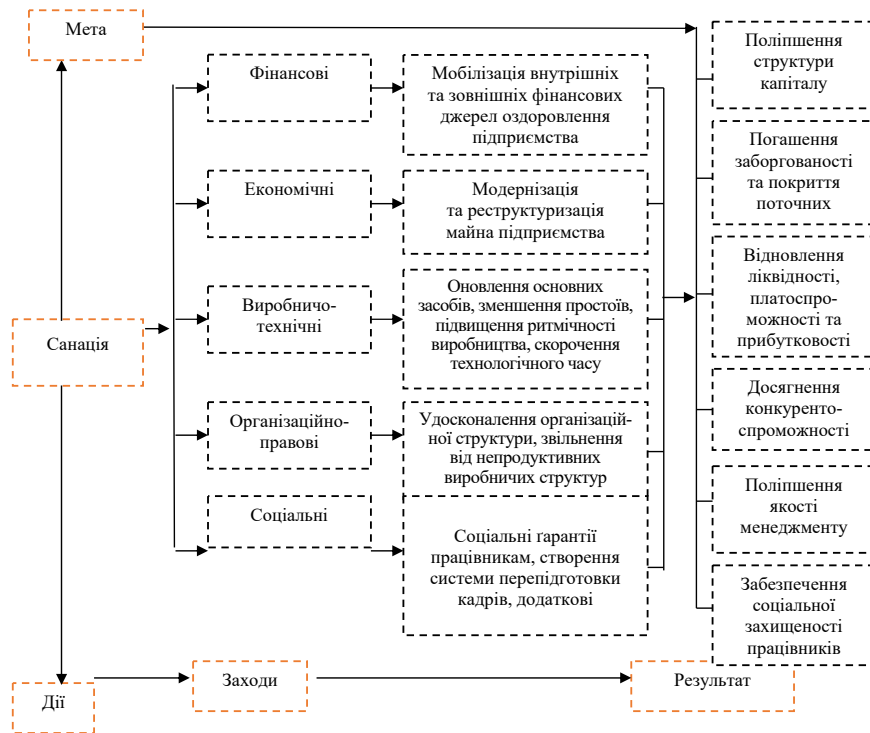 Мета
Фінансові
Мобілізація внутрішніх
та зовнішніх фінансових
джерел оздоровлення
підприємства
Поліпшення
структури
капіталу
Погашення
заборгованості
та покриття
поточних
Економічні
Модернізація
та реструктуризація
майна підприємства
Відновлення
ліквідності,
платоспро-
можності та
прибутковості
Санація
Виробничо-
технічні
Оновлення основних
засобів, зменшення простоїв,
підвищення ритмічності
виробництва, скорочення
технологічного часу
Досягнення
конкуренто-
спроможності
Організаційно-
правові
Удосконалення організацій-
ної структури, звільнення
від непродуктивних
виробничих структур
Поліпшення
якості
менеджменту
Соціальні
Соціальні ґарантії
працівникам, створення
системи перепідготовки
кадрів, додаткові
Забезпечення
соціальної
захищеності
працівників
Дії
Заходи
Результат